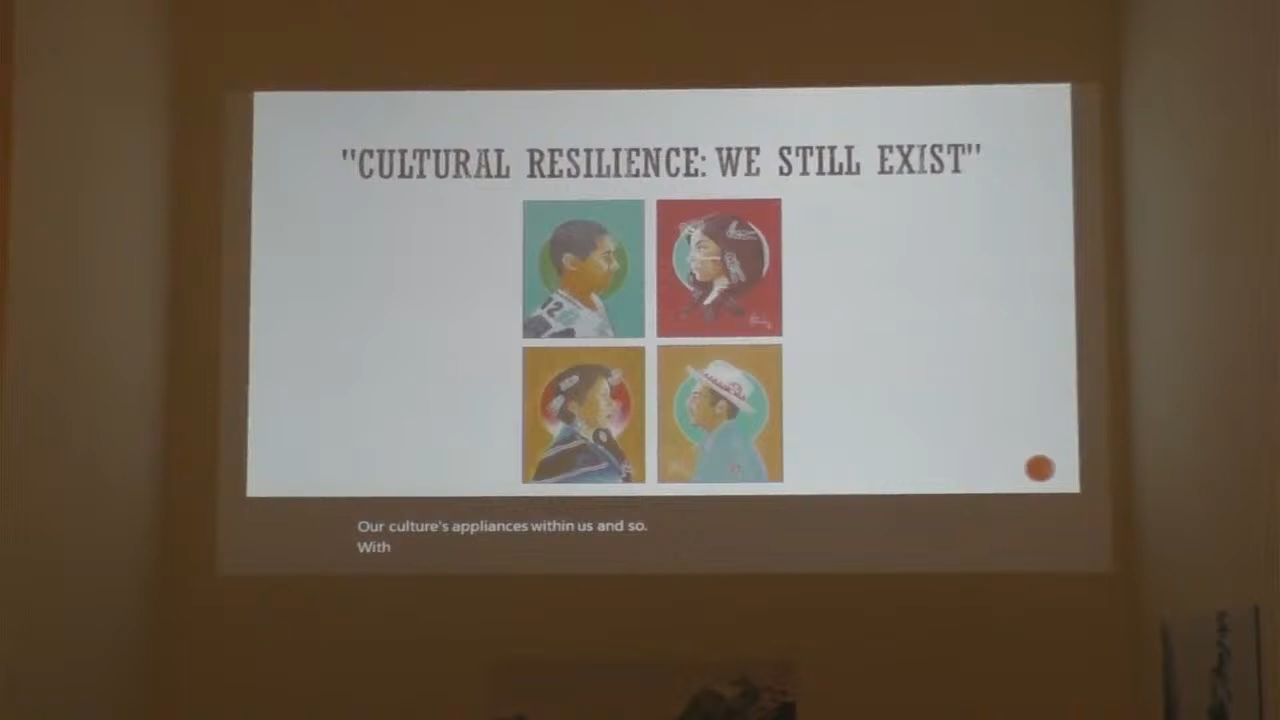 "CULTURAL RESILIENCE: WE STILL EXIST"
Our culture's appliances within us and so.
With